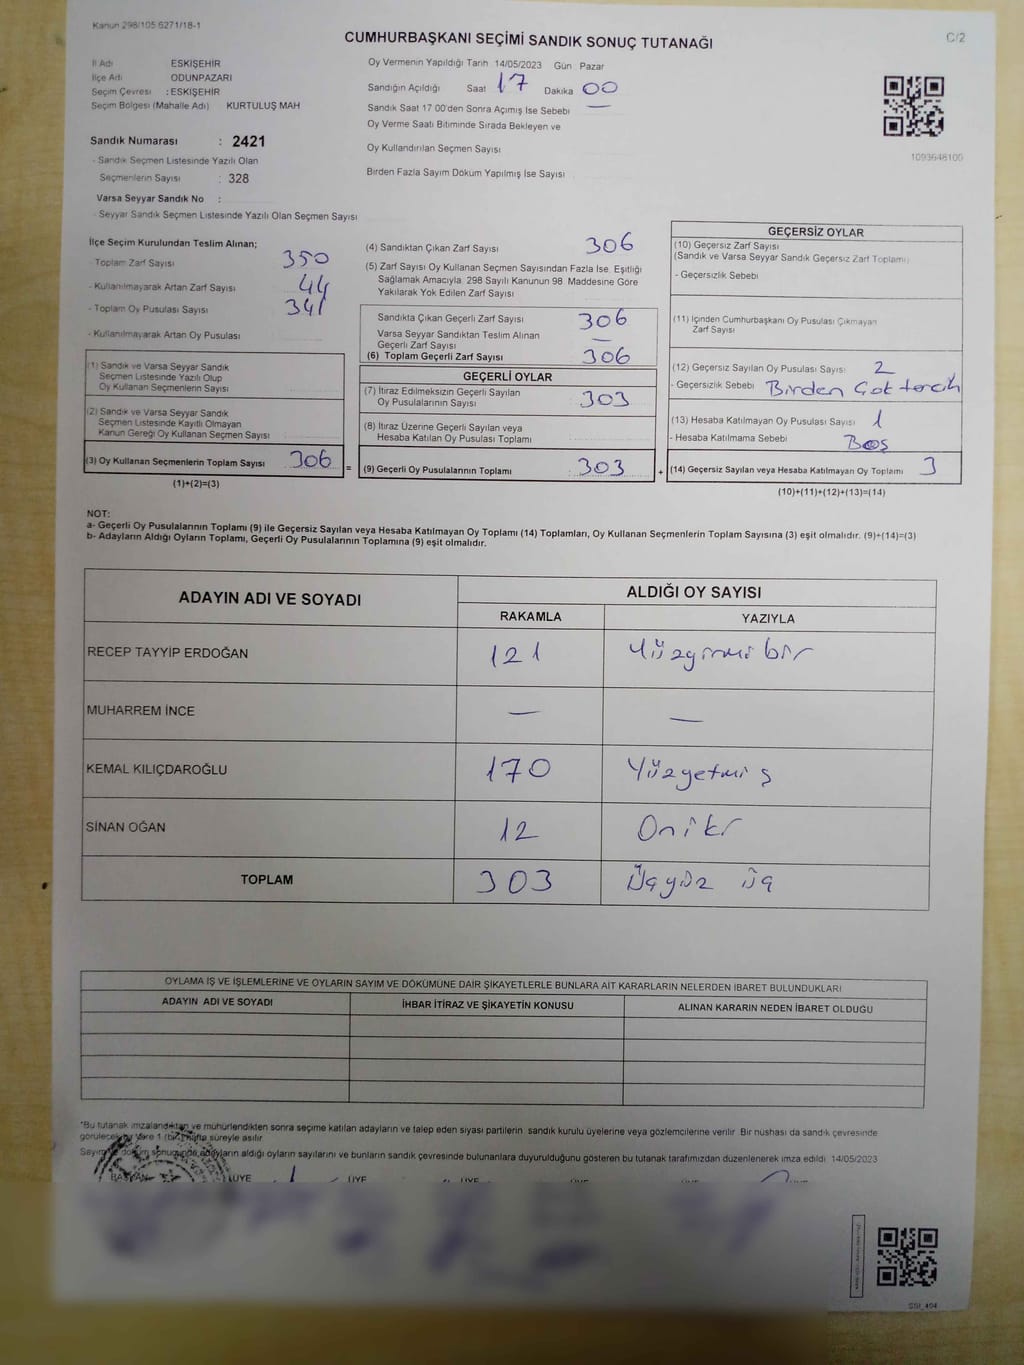 Kanun 298/105 6271/18-1
C/2
CUMHURBAŞKANI SEÇİMİ SANDIK SONUÇ TUTANAĞI
İl Adı ESKİŞEHİR
İlçe Adı ODUNPAZARI
Seçim Çevresi : ESKİŞEHİR
Seçim Bölgesi (Mahalle Adı) KURTULUŞ MAH
Sandık Numarası : 2421
- Sandık Seçmen Listesinde Yazılı Olan
Seçmenlerin Sayısı : 328
Varsa Seyyar Sandık No :
- Seyyar Sandık Seçmen Listesinde Yazılı Olan Seçmen Sayısı
Oy Vermenin Yapıldığı Tarih 14/05/2023 Gün Pazar
Sandığın Açıldığı Saat 17 Dakika 00
Sandık Saat 17 00'den Sonra Açımış İse Sebebi —
Oy Verme Saati Bitiminde Sırada Bekleyen ve
Oy Kullandırılan Seçmen Sayısı
Birden Fazla Sayım Döküm Yapılmış İse Sayısı
1093648100
İlçe Seçim Kurulundan Teslim Alınan;
- Toplam Zarf Sayısı 350
- Kullanılmayarak Artan Zarf Sayısı 44
- Toplam Oy Pusulası Sayısı 341
- Kullanılmayarak Artan Oy Pusulası
(1) Sandık ve Varsa Seyyar Sandık
Seçmen Listesinde Yazılı Olup
Oy Kullanan Seçmenlerin Sayısı
(2) Sandık ve Varsa Seyyar Sandık
Seçmen Listesinde Kayıtlı Olmayan
Kanun Gereği Oy Kullanan Seçmen Sayısı
(3) Oy Kullanan Seçmenlerin Toplam Sayısı 306 =
(1)+(2)=(3)
(4) Sandıktan Çıkan Zarf Sayısı 306
(5) Zarf Sayısı Oy Kullanan Seçmen Sayısından Fazla İse, Eşitliği
Sağlamak Amacıyla, 298 Sayılı Kanunun 98 Maddesine Göre
Yakılarak Yok Edilen Zarf Sayısı
Sandıkta Çıkan Geçerli Zarf Sayısı 306
Varsa Seyyar Sandıktan Teslim Alınan
Geçerli Zarf Sayısı —
(6) Toplam Geçerli Zarf Sayısı 306
GEÇERLİ OYLAR
(7) İtiraz Edilmeksizin Geçerli Sayılan
Oy Pusulalarının Sayısı 303
(8) İtiraz Üzerine Geçerli Sayılan veya
Hesaba Katılan Oy Pusulası Toplamı
(9) Geçerli Oy Pusulalarının Toplamı : 303 +
GEÇERSİZ OYLAR
(10) Geçersiz Zarf Sayısı
(Sandık ve Varsa Seyyar Sandık Geçersiz Zarf Toplamı)
- Geçersizlik Sebebi
(11) İçinden Cumhurbaşkanı Oy Pusulası Çıkmayan
Zarf Sayısı
(12) Geçersiz Sayılan Oy Pusulası Sayısı: 2
- Geçersizlik Sebebi Birden Çok tercih
(13) Hesaba Katılmayan Oy Pusulası Sayısı 1
- Hesaba Katılmama Sebebi Boş
(14) Geçersiz Sayılan veya Hesaba Katılmayan Oy Toplamı 3
(10)+(11)+(12)+(13)=(14)
NOT:
a- Geçerli Oy Pusulalarının Toplamı (9) ile Geçersiz Sayılan veya Hesaba Katılmayan Oy Toplamı (14) Toplamları, Oy Kullanan Seçmenlerin Toplam Sayısına (3) eşit olmalıdır. (9)+(14)=(3)
b- Adayların Aldığı Oyların Toplamı, Geçerli Oy Pusulalarının Toplamına (9) eşit olmalıdır.
ADAYIN ADI VE SOYADI
ALDIĞI OY SAYISI
RAKAMLA YAZIYLA
RECEP TAYYİP ERDOĞAN 121 Yüzyirmi bir
MUHARREM İNCE — —
KEMAL KILIÇDAROĞLU 170 Yüzyetmiş
SİNAN OĞAN 12 Oniki
TOPLAM 303 Üçyüz üç
OYLAMA İŞ VE İŞLEMLERİNE VE OYLARIN SAYIM VE DÖKÜMÜNE DAİR ŞİKAYETLERLE BUNLARA AİT KARARLARIN NELERDEN İBARET BULUNDUKLARI
ADAYIN ADI VE SOYADI İHBAR İTİRAZ VE ŞİKAYETİN KONUSU ALINAN KARARIN NEDEN İBARET OLDUĞU
*Bu tutanak imzalandıktan ve mühürlendikten sonra seçime katılan adayların ve talep eden siyasi partilerin sandık kurulu üyelerine veya gözlemcilerine verilir. Bir nüshası da sandık çevresinde
görülecek bir yere 1 (bir) hafta süreyle asılır
Sayım ve döküm sonucunda adayların aldığı oyların sayılarını ve bunların sandık çevresinde bulunanlara duyurulduğunu gösteren bu tutanak tarafımızdan düzenlenerek imza edildi 14/05/2023
BAŞKAN ÜYE ÜYE ÜYE ÜYE ÜYE ÜYE
SSİ_404